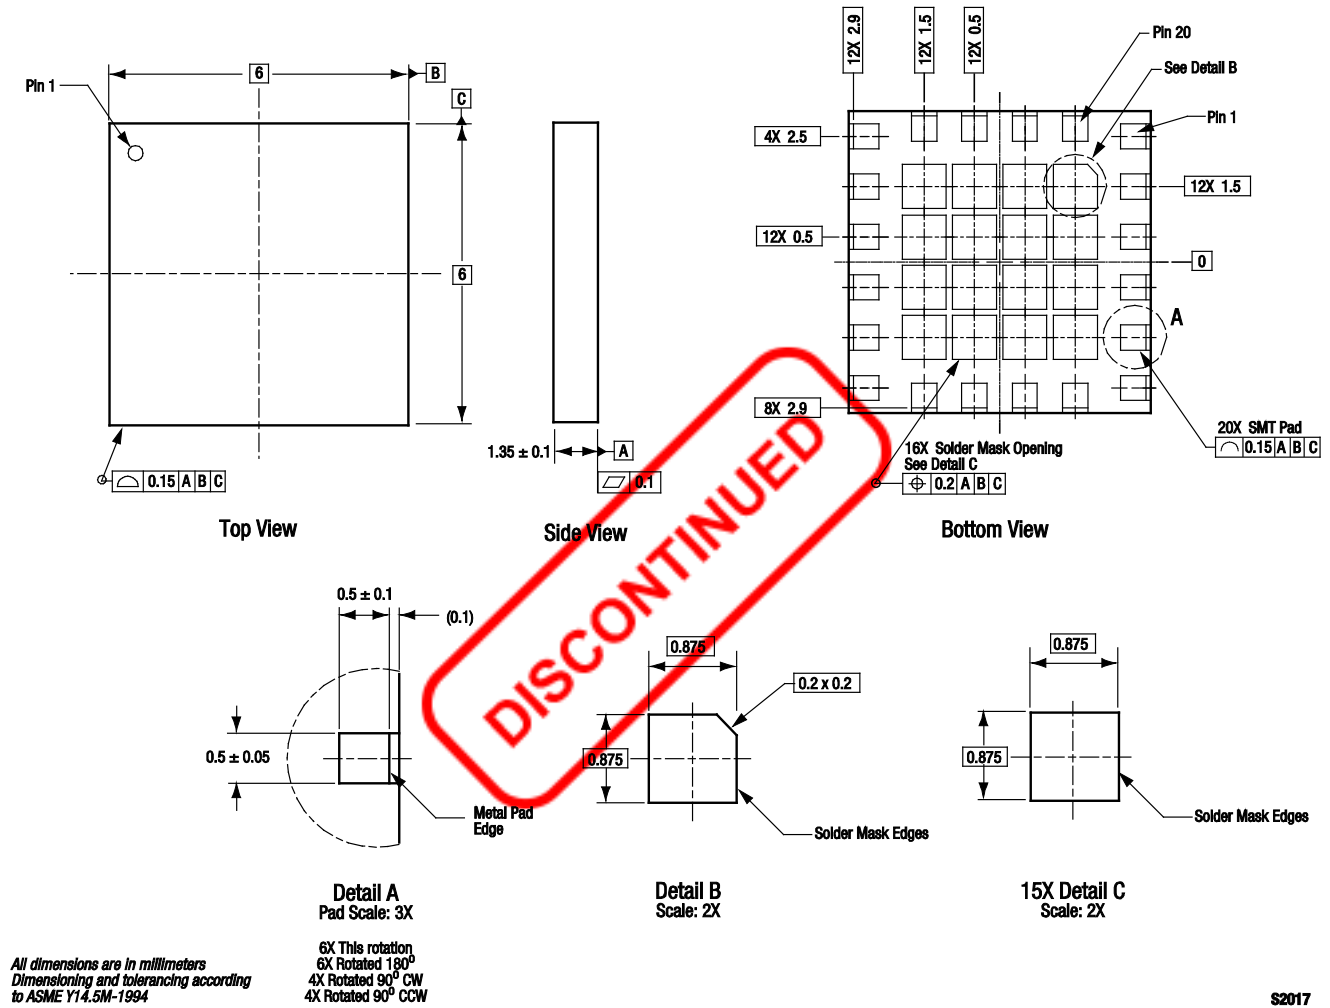 6
B
Pin 1
C
6
0.15 A B C
Top View
1.35 ± 0.1
A
0.1
Side View
12X 2.9
12X 1.5
12X 0.5
Pin 20
See Detail B
Pin 1
4X 2.5
12X 1.5
12X 0.5
0
A
8X 2.9
16X Solder Mask Opening
See Detail C
0.2 A B C
20X SMT Pad
0.15 A B C
Bottom View
DISCONTINUED
0.5 ± 0.1
(0.1)
0.5 ± 0.05
Metal Pad
Edge
Detail A
Pad Scale: 3X
6X This rotation
6X Rotated 180⁰
4X Rotated 90⁰ CW
4X Rotated 90⁰ CCW
0.875
0.2 x 0.2
0.875
Solder Mask Edges
Detail B
Scale: 2X
0.875
0.875
Solder Mask Edges
15X Detail C
Scale: 2X
All dimensions are in millimeters
Dimensioning and tolerancing according
to ASME Y14.5M-1994
S2017